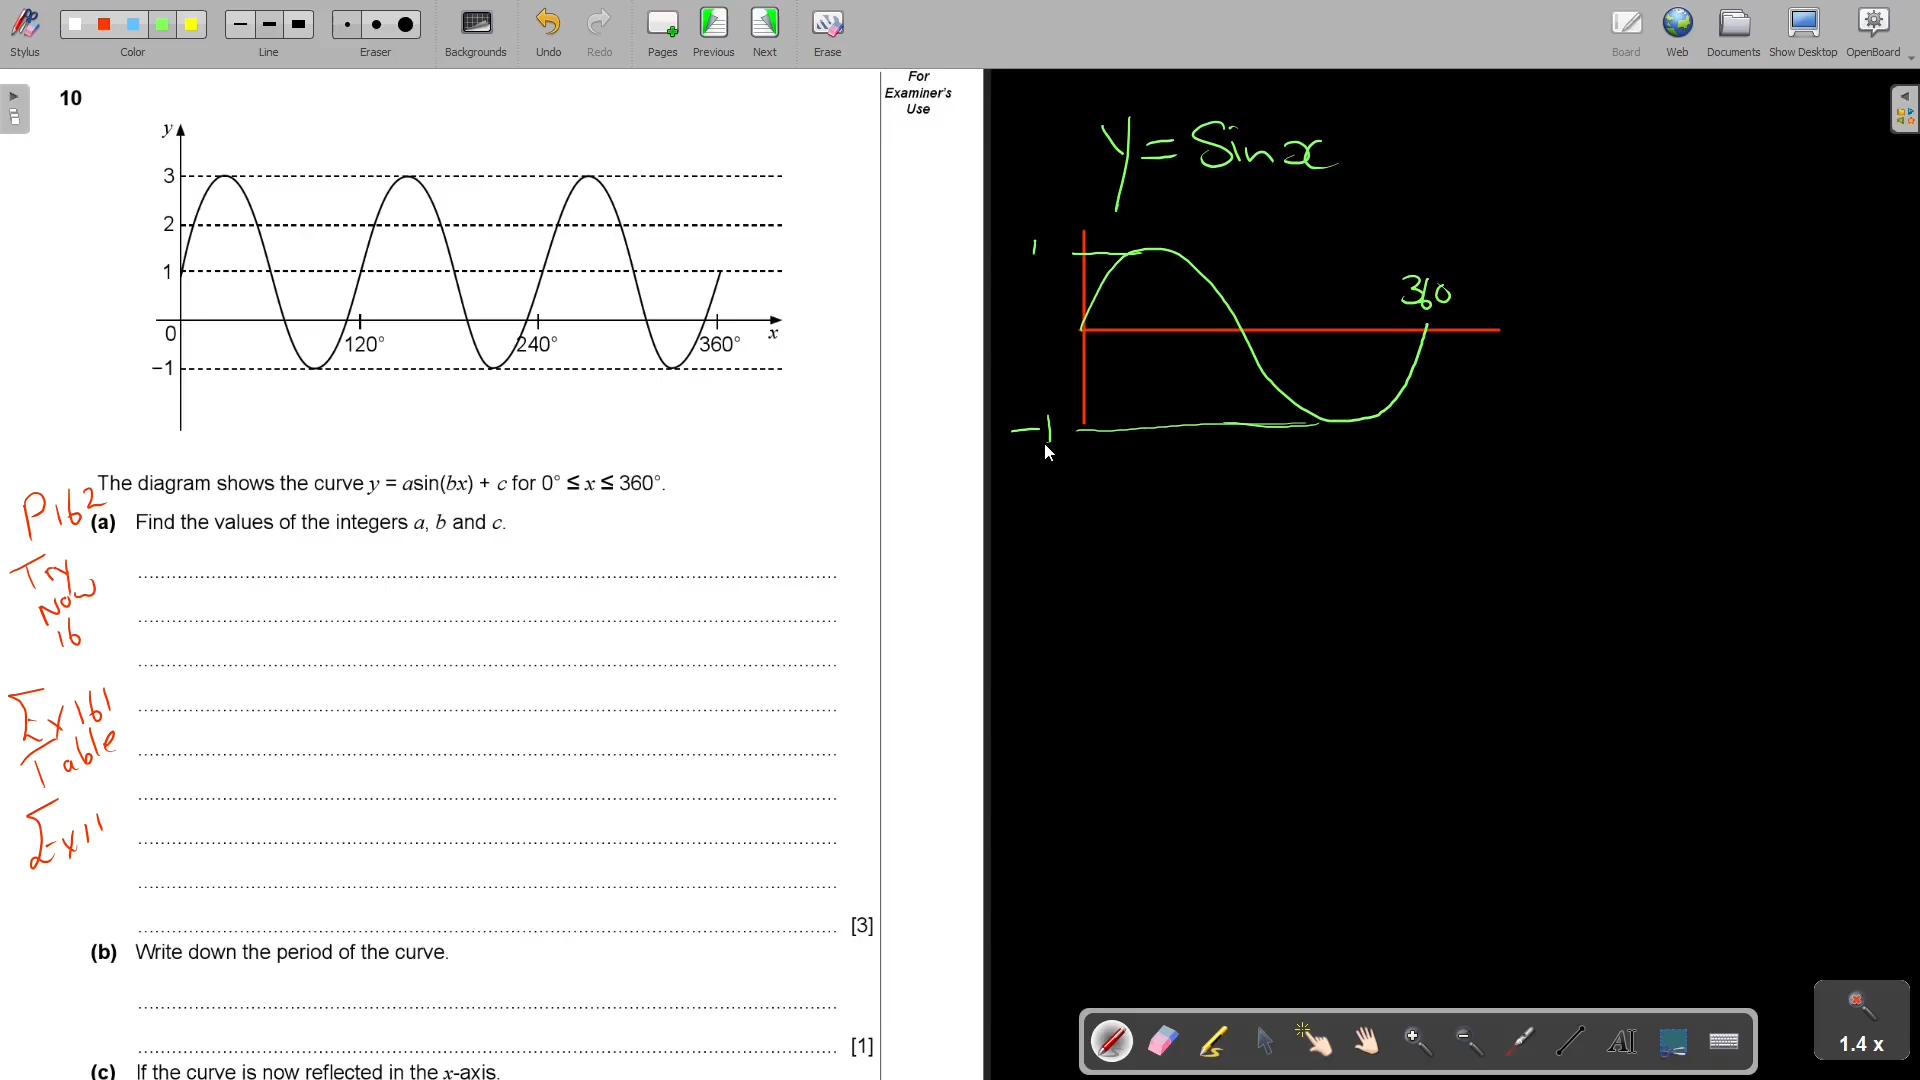 Stylus
Color
Line
Eraser
Backgrounds
Undo
Redo
Pages
Previous
Next
Erase
Board
Web
Documents
Show Desktop
OpenBoard
10
For
Examiner's
Use
y
3
2
1
0
120°
240°
360°
x
−1
The diagram shows the curve y = asin(bx) + c for 0° ≤ x ≤ 360°.
(a) Find the values of the integers a, b and c.
[3]
(b) Write down the period of the curve.
[1]
(c) If the curve is now reflected in the x-axis.
P162
Try
Now
16
Ex 161
Table
Ex 11
y = Sin x
1
360
-1
AI
1.4 x